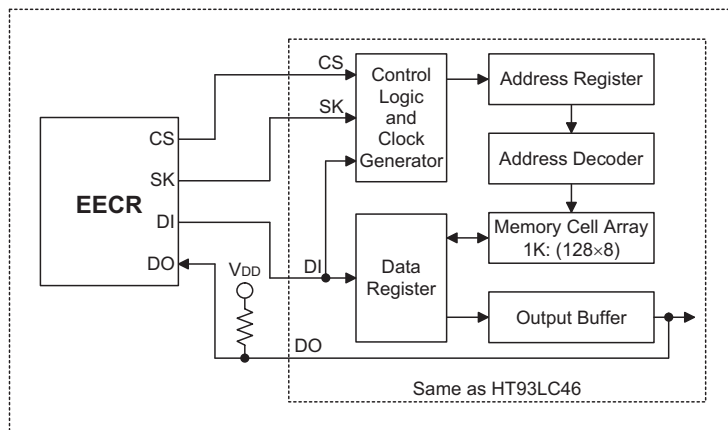 EECR
CS
SK
DI
DO
VDD
CS
SK
DI
DO
Control
Logic
and
Clock
Generator
Address Register
Address Decoder
Memory Cell Array
1K: (128×8)
Data
Register
Output Buffer
Same as HT93LC46